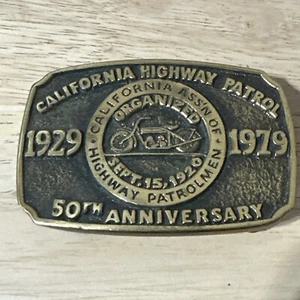 CALIFORNIA HIGHWAY PATROL
1929
1979
CALIFORNIA ASS'N OF
HIGHWAY PATROLMEN
ORGANIZED
SEPT. 15, 1920
50TH ANNIVERSARY